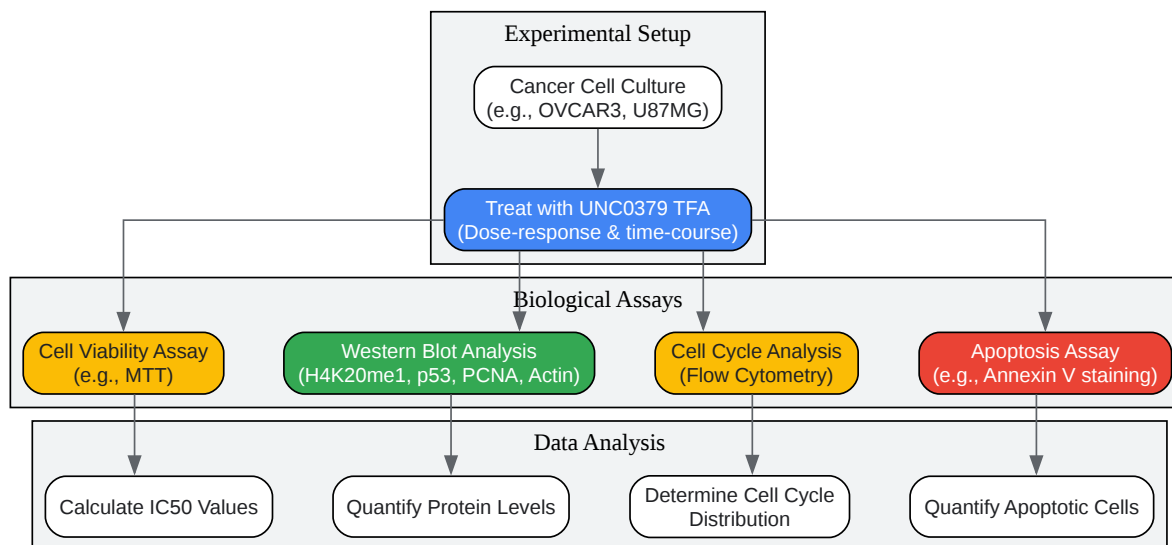 Experimental Setup
Cancer Cell Culture
(e.g., OVCAR3, U87MG)
Treat with UNC0379 TFA
(Dose-response & time-course)
Biological Assays
Cell Viability Assay
(e.g., MTT)
Western Blot Analysis
(H4K20me1, p53, PCNA, Actin)
Cell Cycle Analysis
(Flow Cytometry)
Apoptosis Assay
(e.g., Annexin V staining)
Data Analysis
Calculate IC50 Values
Quantify Protein Levels
Determine Cell Cycle
Distribution
Quantify Apoptotic Cells